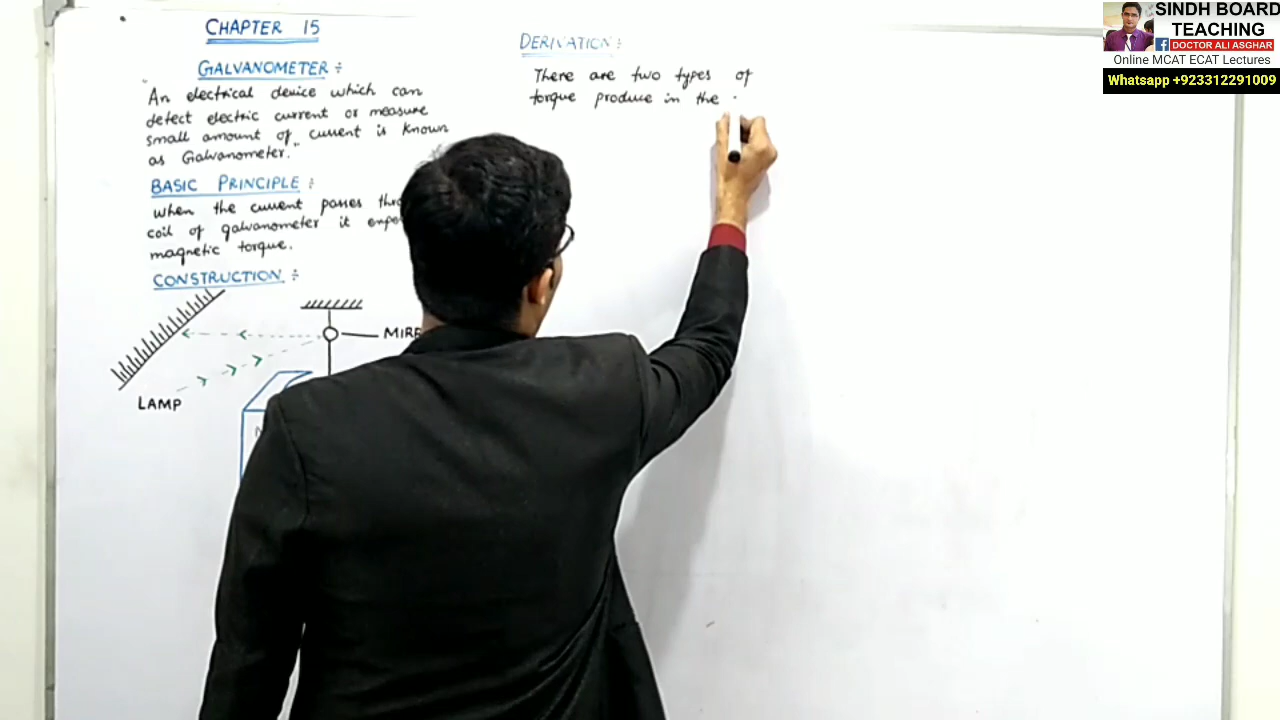 CHAPTER 15
GALVANOMETER ÷
"An electrical device which can
detect electric current or measure
small amount of current is known
as Galvanometer."
BASIC PRINCIPLE :
When the current passes
coil of galvanometer it
magnetic torque.
CONSTRUCTION ÷
LAMP
DERIVATION :
There are two types of
torque produce in the
SINDH BOARD
TEACHING
DOCTOR ALI ASGHAR
Online MCAT ECAT Lectures
Whatsapp +923312291009